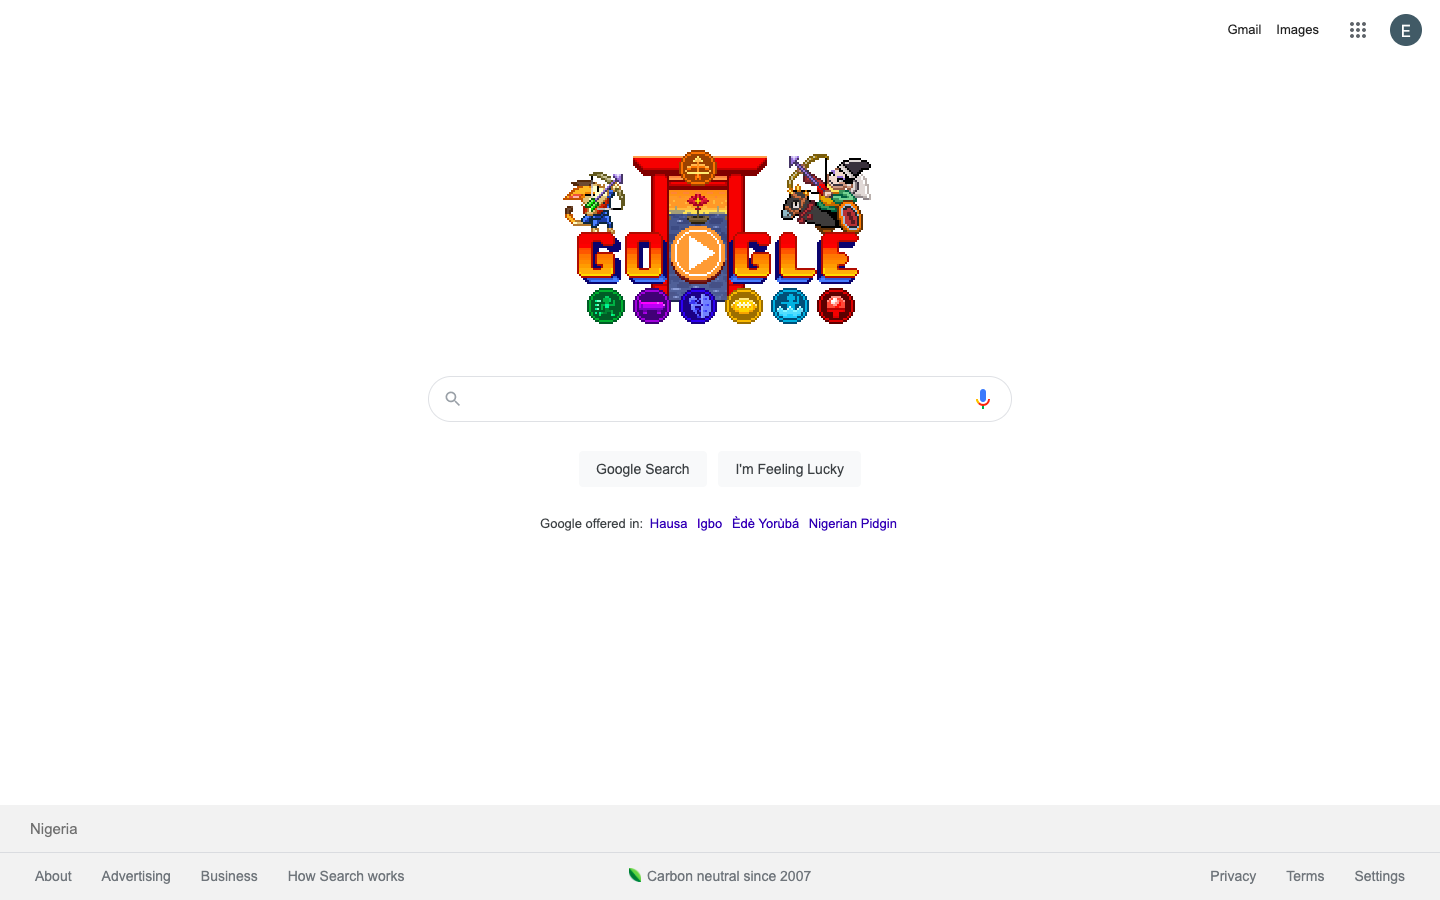 Gmail Images
E
GOOGLE
Google Search I'm Feeling Lucky
Google offered in: Hausa Igbo Èdè Yorùbá Nigerian Pidgin
Nigeria
About Advertising Business How Search works Carbon neutral since 2007 Privacy Terms Settings